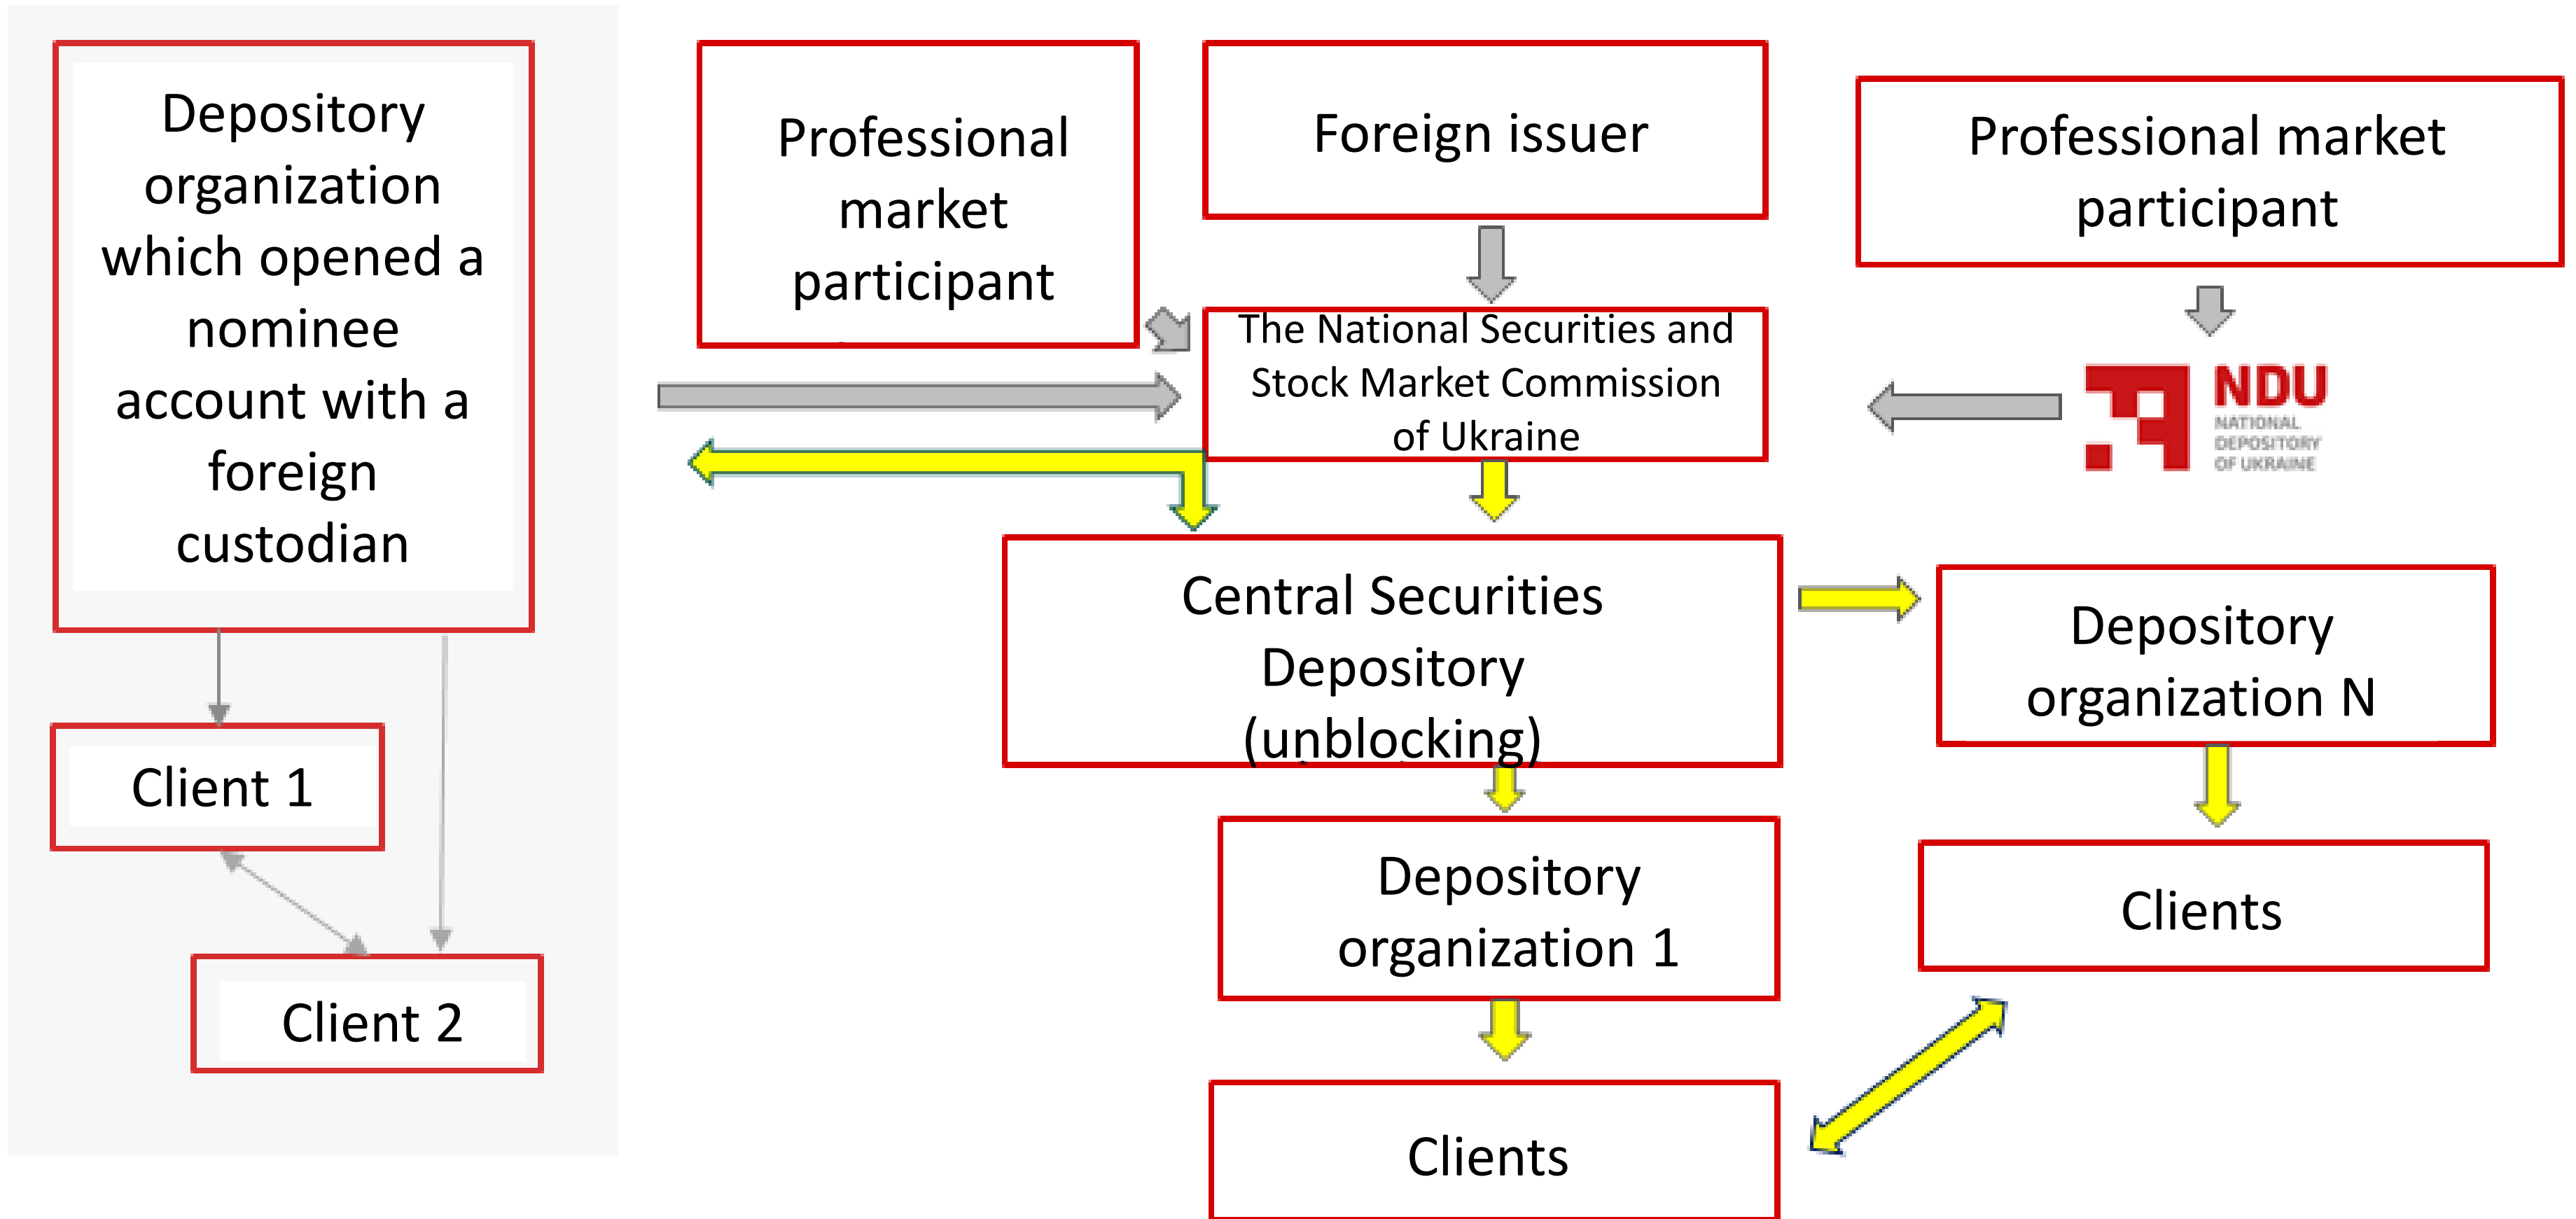 Depository
organization
which opened a
nominee
account with a
foreign
custodian
Client 1
Client 2
Professional
market
participant
Foreign issuer
Professional market
participant
The National Securities and
Stock Market Commission
of Ukraine
NDU
NATIONAL
DEPOSITORY
OF UKRAINE
Central Securities
Depository
(unblocking)
Depository
organization N
Depository
organization 1
Clients
Clients